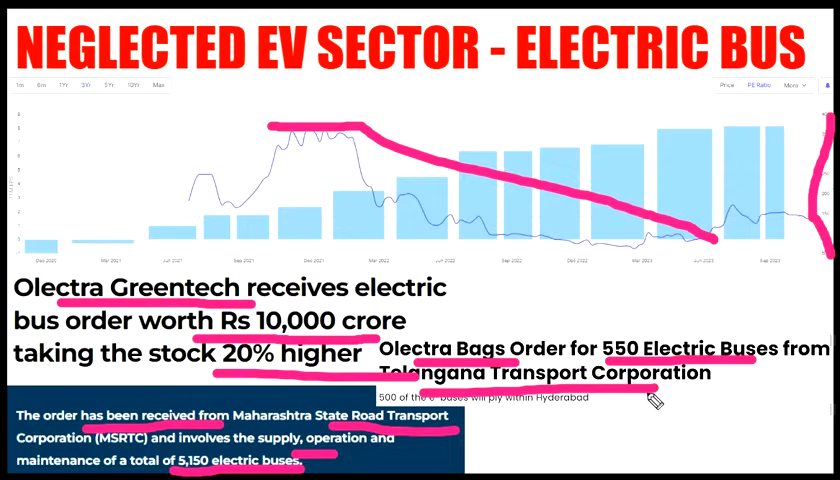 NEGLECTED EV SECTOR - ELECTRIC BUS
1m 6m 1Yr 3Yr 5Yr 10Yr Max Price PE Ratio More
Dec 2020 Mar 2021 Jun 2021 Sep 2021 Dec 2021 Mar 2022 Jun 2022 Sep 2022 Dec 2022 Mar 2023 Jun 2023 Sep 2023
Olectra Greentech receives electric
bus order worth Rs 10,000 crore
taking the stock 20% higher
Olectra Bags Order for 550 Electric Buses from
Telangana Transport Corporation
500 of the e-buses will ply within Hyderabad
The order has been received from Maharashtra State Road Transport
Corporation (MSRTC) and involves the supply, operation and
maintenance of a total of 5,150 electric buses.